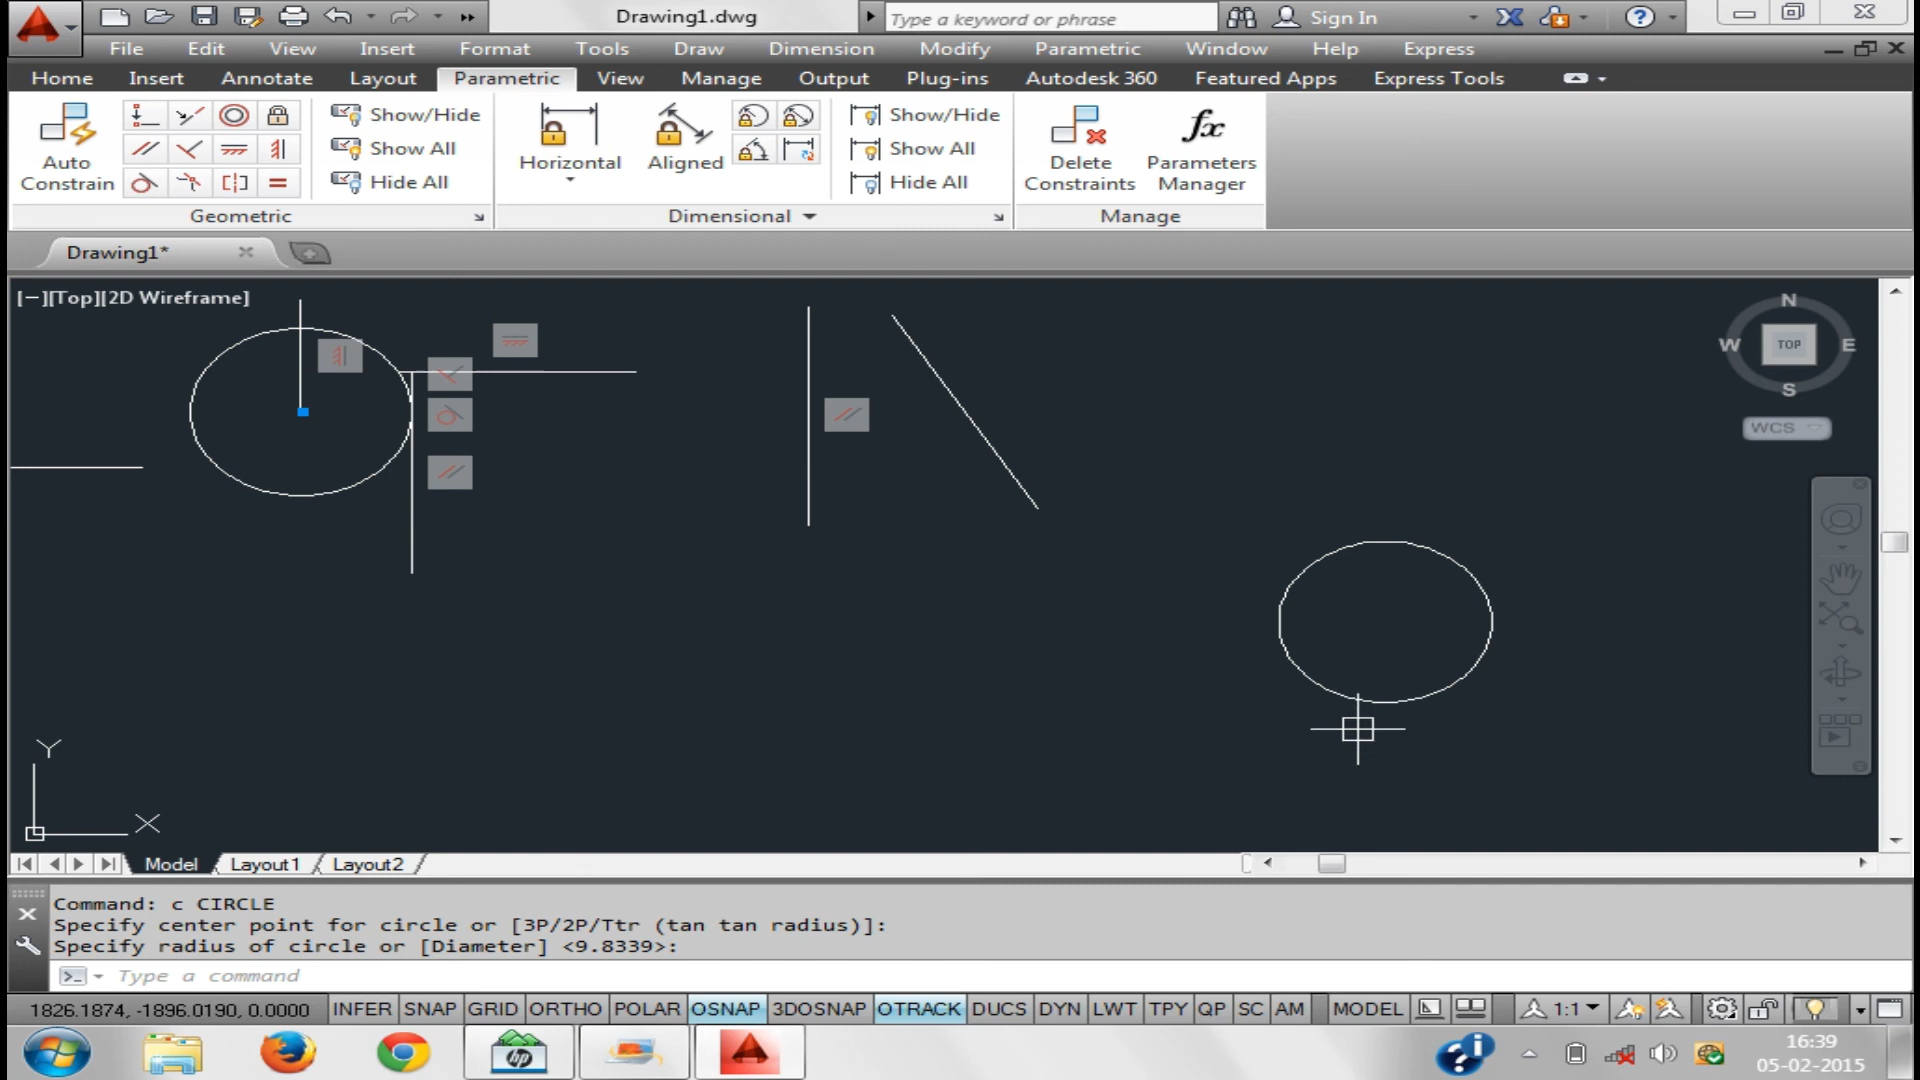 Drawing1.dwg
Type a keyword or phrase
Sign In
File Edit View Insert Format Tools Draw Dimension Modify Parametric Window Help Express
Home Insert Annotate Layout Parametric View Manage Output Plug-ins Autodesk 360 Featured Apps Express Tools
Auto
Constrain
Show/Hide
Show All
Hide All
Geometric
Horizontal
Aligned
Show/Hide
Show All
Hide All
Dimensional
Delete
Constraints
fx
Parameters
Manager
Manage
Drawing1*
[−][Top][2D Wireframe]
N
W TOP E
S
WCS
Y
X
Model Layout1 Layout2
Command: c CIRCLE
Specify center point for circle or [3P/2P/Ttr (tan tan radius)]:
Specify radius of circle or [Diameter] <9.8339>:
Type a command
1826.1874, -1896.0190, 0.0000 INFER SNAP GRID ORTHO POLAR OSNAP 3DOSNAP OTRACK DUCS DYN LWT TPY QP SC AM MODEL 1:1
hp
16:39
05-02-2015